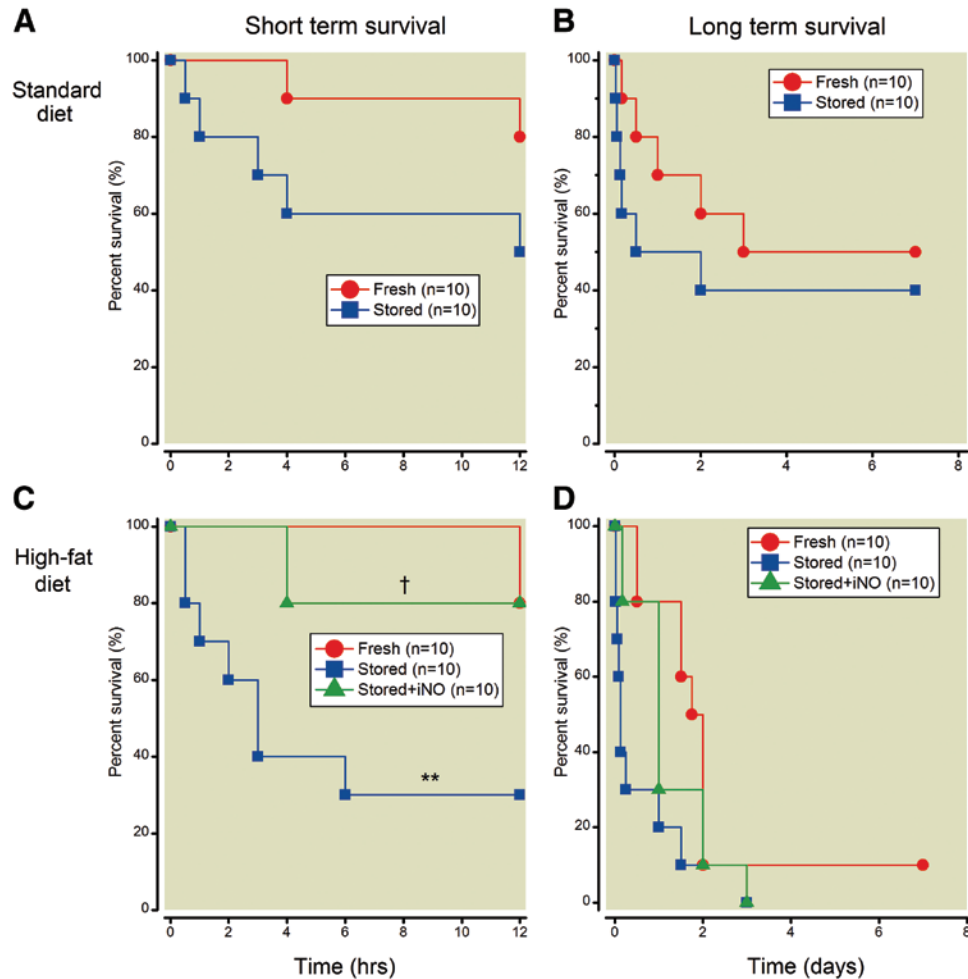 A
Short term survival
B
Long term survival
Standard
diet
Percent survival (%)
100
80
60
40
20
0
0 2 4 6 8 10 12
Fresh (n=10)
Stored (n=10)
Percent survival (%)
100
80
60
40
20
0
0 2 4 6 8
Fresh (n=10)
Stored (n=10)
C
D
High-fat
diet
Percent survival (%)
100
80
60
40
20
0
0 2 4 6 8 10 12
†
Fresh (n=10)
Stored (n=10)
Stored+iNO (n=10)
**
Time (hrs)
Percent survival (%)
100
80
60
40
20
0
0 2 4 6 8
Fresh (n=10)
Stored (n=10)
Stored+iNO (n=10)
Time (days)